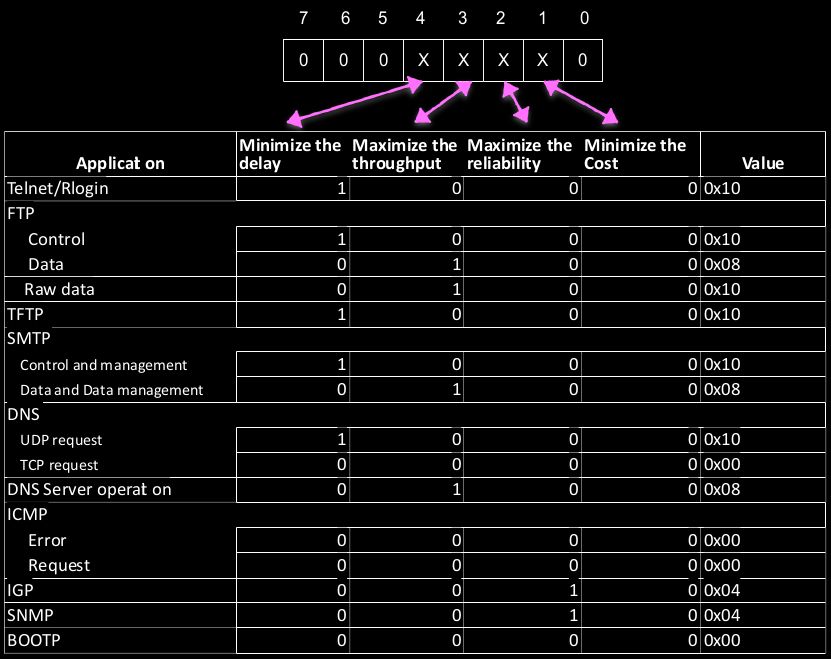 7 6 5 4 3 2 1 0
0 0 0 X X X X 0
Applicat on Minimize the delay Maximize the throughput Maximize the reliability Minimize the Cost Value
Telnet/Rlogin 1 0 0 0 0x10
FTP
Control 1 0 0 0 0x10
Data 0 1 0 0 0x08
Raw data 0 1 0 0 0x10
TFTP 1 0 0 0 0x10
SMTP
Control and management 1 0 0 0 0x10
Data and Data management 0 1 0 0 0x08
DNS
UDP request 1 0 0 0 0x10
TCP request 0 0 0 0 0x00
DNS Server operat on 0 1 0 0 0x08
ICMP
Error 0 0 0 0 0x00
Request 0 0 0 0 0x00
IGP 0 0 1 0 0x04
SNMP 0 0 1 0 0x04
BOOTP 0 0 0 0 0x00